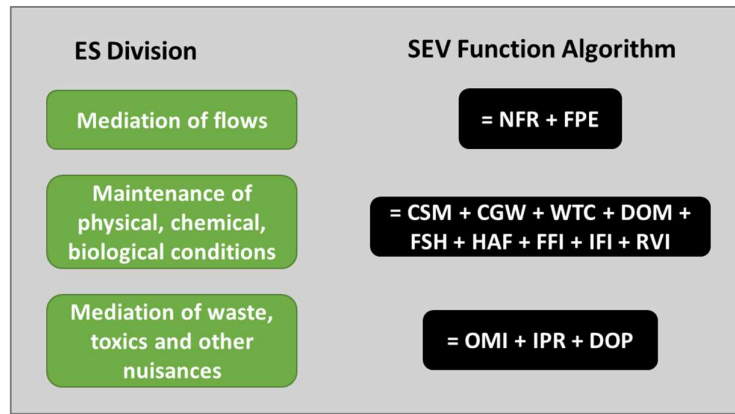 ES Division
SEV Function Algorithm
Mediation of flows
= NFR + FPE
Maintenance of
physical, chemical,
biological conditions
= CSM + CGW + WTC + DOM +
FSH + HAF + FFI + IFI + RVI
Mediation of waste,
toxics and other
nuisances
= OMI + IPR + DOP